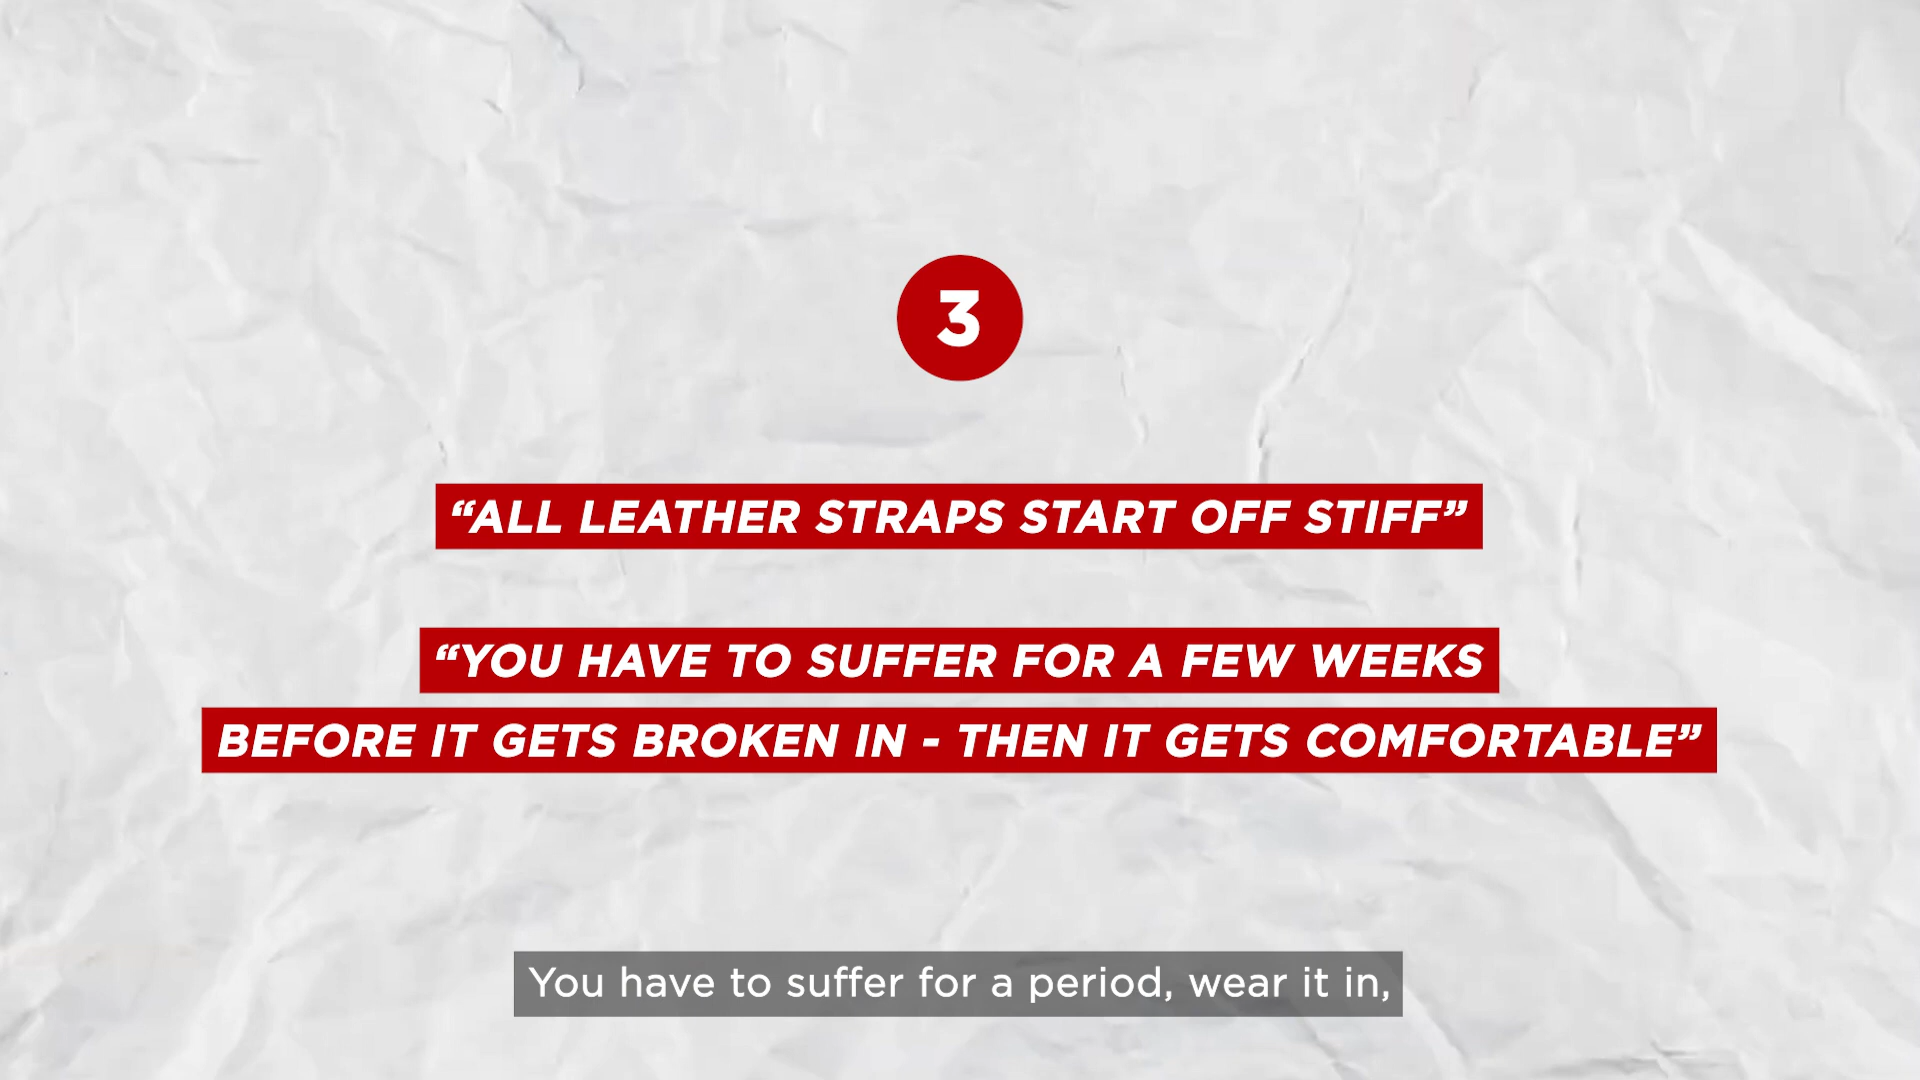 3
“ALL LEATHER STRAPS START OFF STIFF”
“YOU HAVE TO SUFFER FOR A FEW WEEKS
BEFORE IT GETS BROKEN IN - THEN IT GETS COMFORTABLE”
You have to suffer for a period, wear it in,